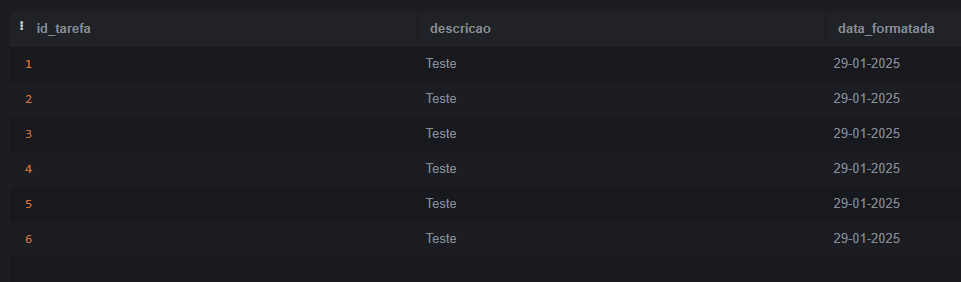 id_tarefa descricao data_formatada
1 Teste 29-01-2025
2 Teste 29-01-2025
3 Teste 29-01-2025
4 Teste 29-01-2025
5 Teste 29-01-2025
6 Teste 29-01-2025